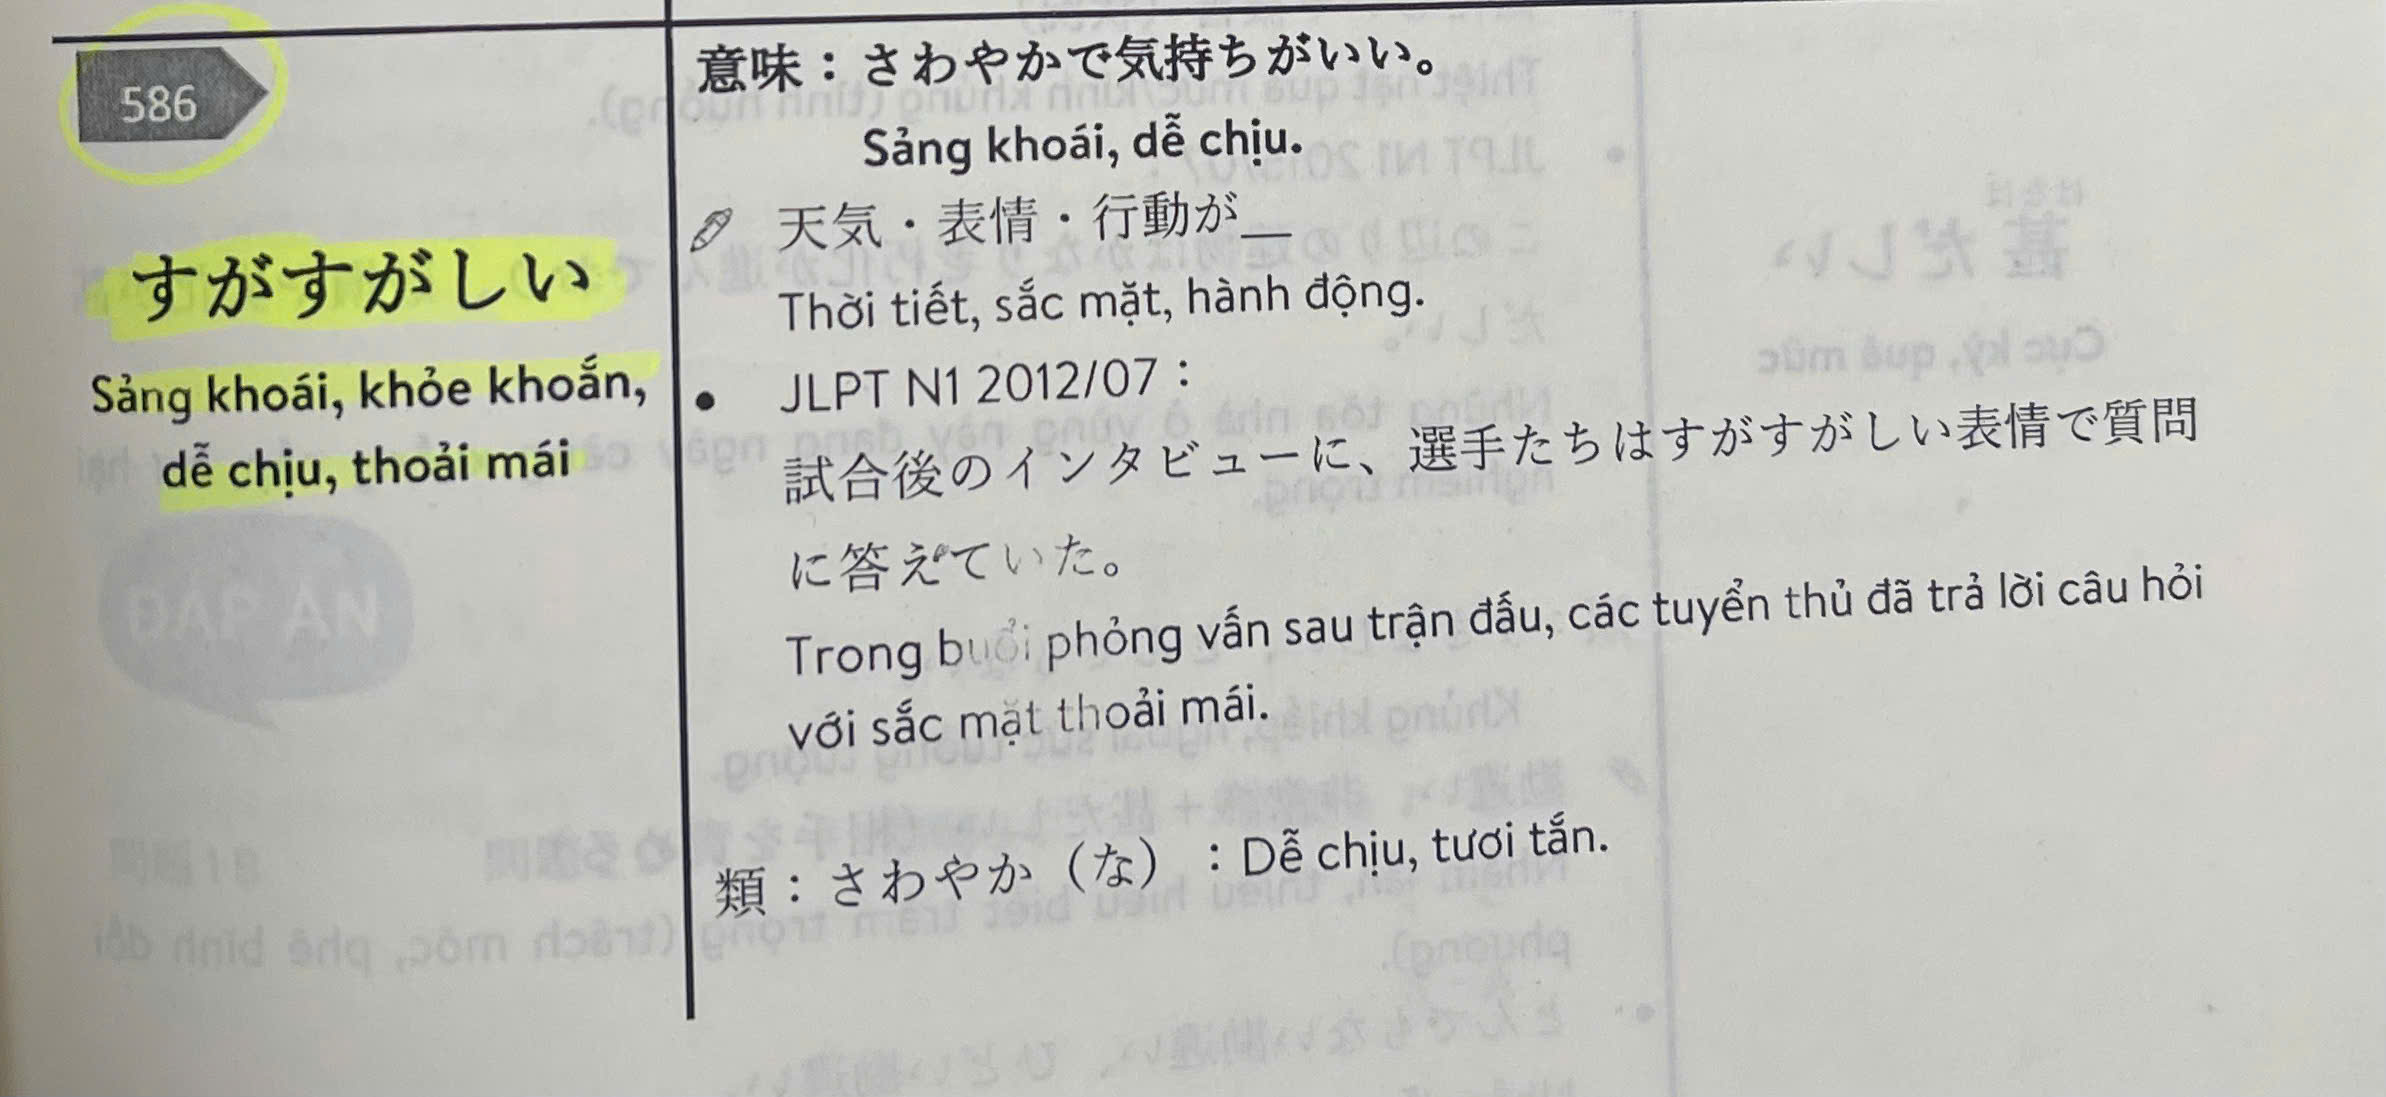 586
すがすがしい
Sảng khoái, khỏe khoắn,
dễ chịu, thoải mái
意味：さわやかで気持ちがいい。
Sảng khoái, dễ chịu.
天気・表情・行動が__
Thời tiết, sắc mặt, hành động.
• JLPT N1 2012/07：
試合後のインタビューに、選手たちはすがすがしい表情で質問
に答えていた。
Trong buổi phỏng vấn sau trận đấu, các tuyển thủ đã trả lời câu hỏi
với sắc mặt thoải mái.
類：さわやか（な）：Dễ chịu, tươi tắn.